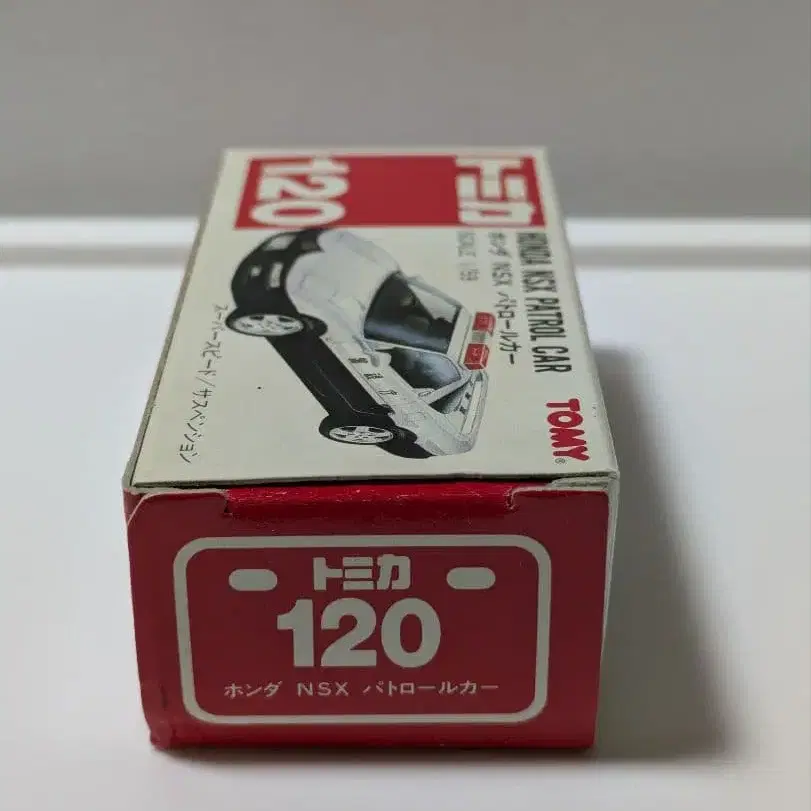 トミカ
120
HONDA NSX PATROL CAR
ホンダ NSX パトロールカー
SCALE 1/59
スーパースピード/サスペンション
TOMY®
トミカ
120
ホンダ NSX パトロールカー